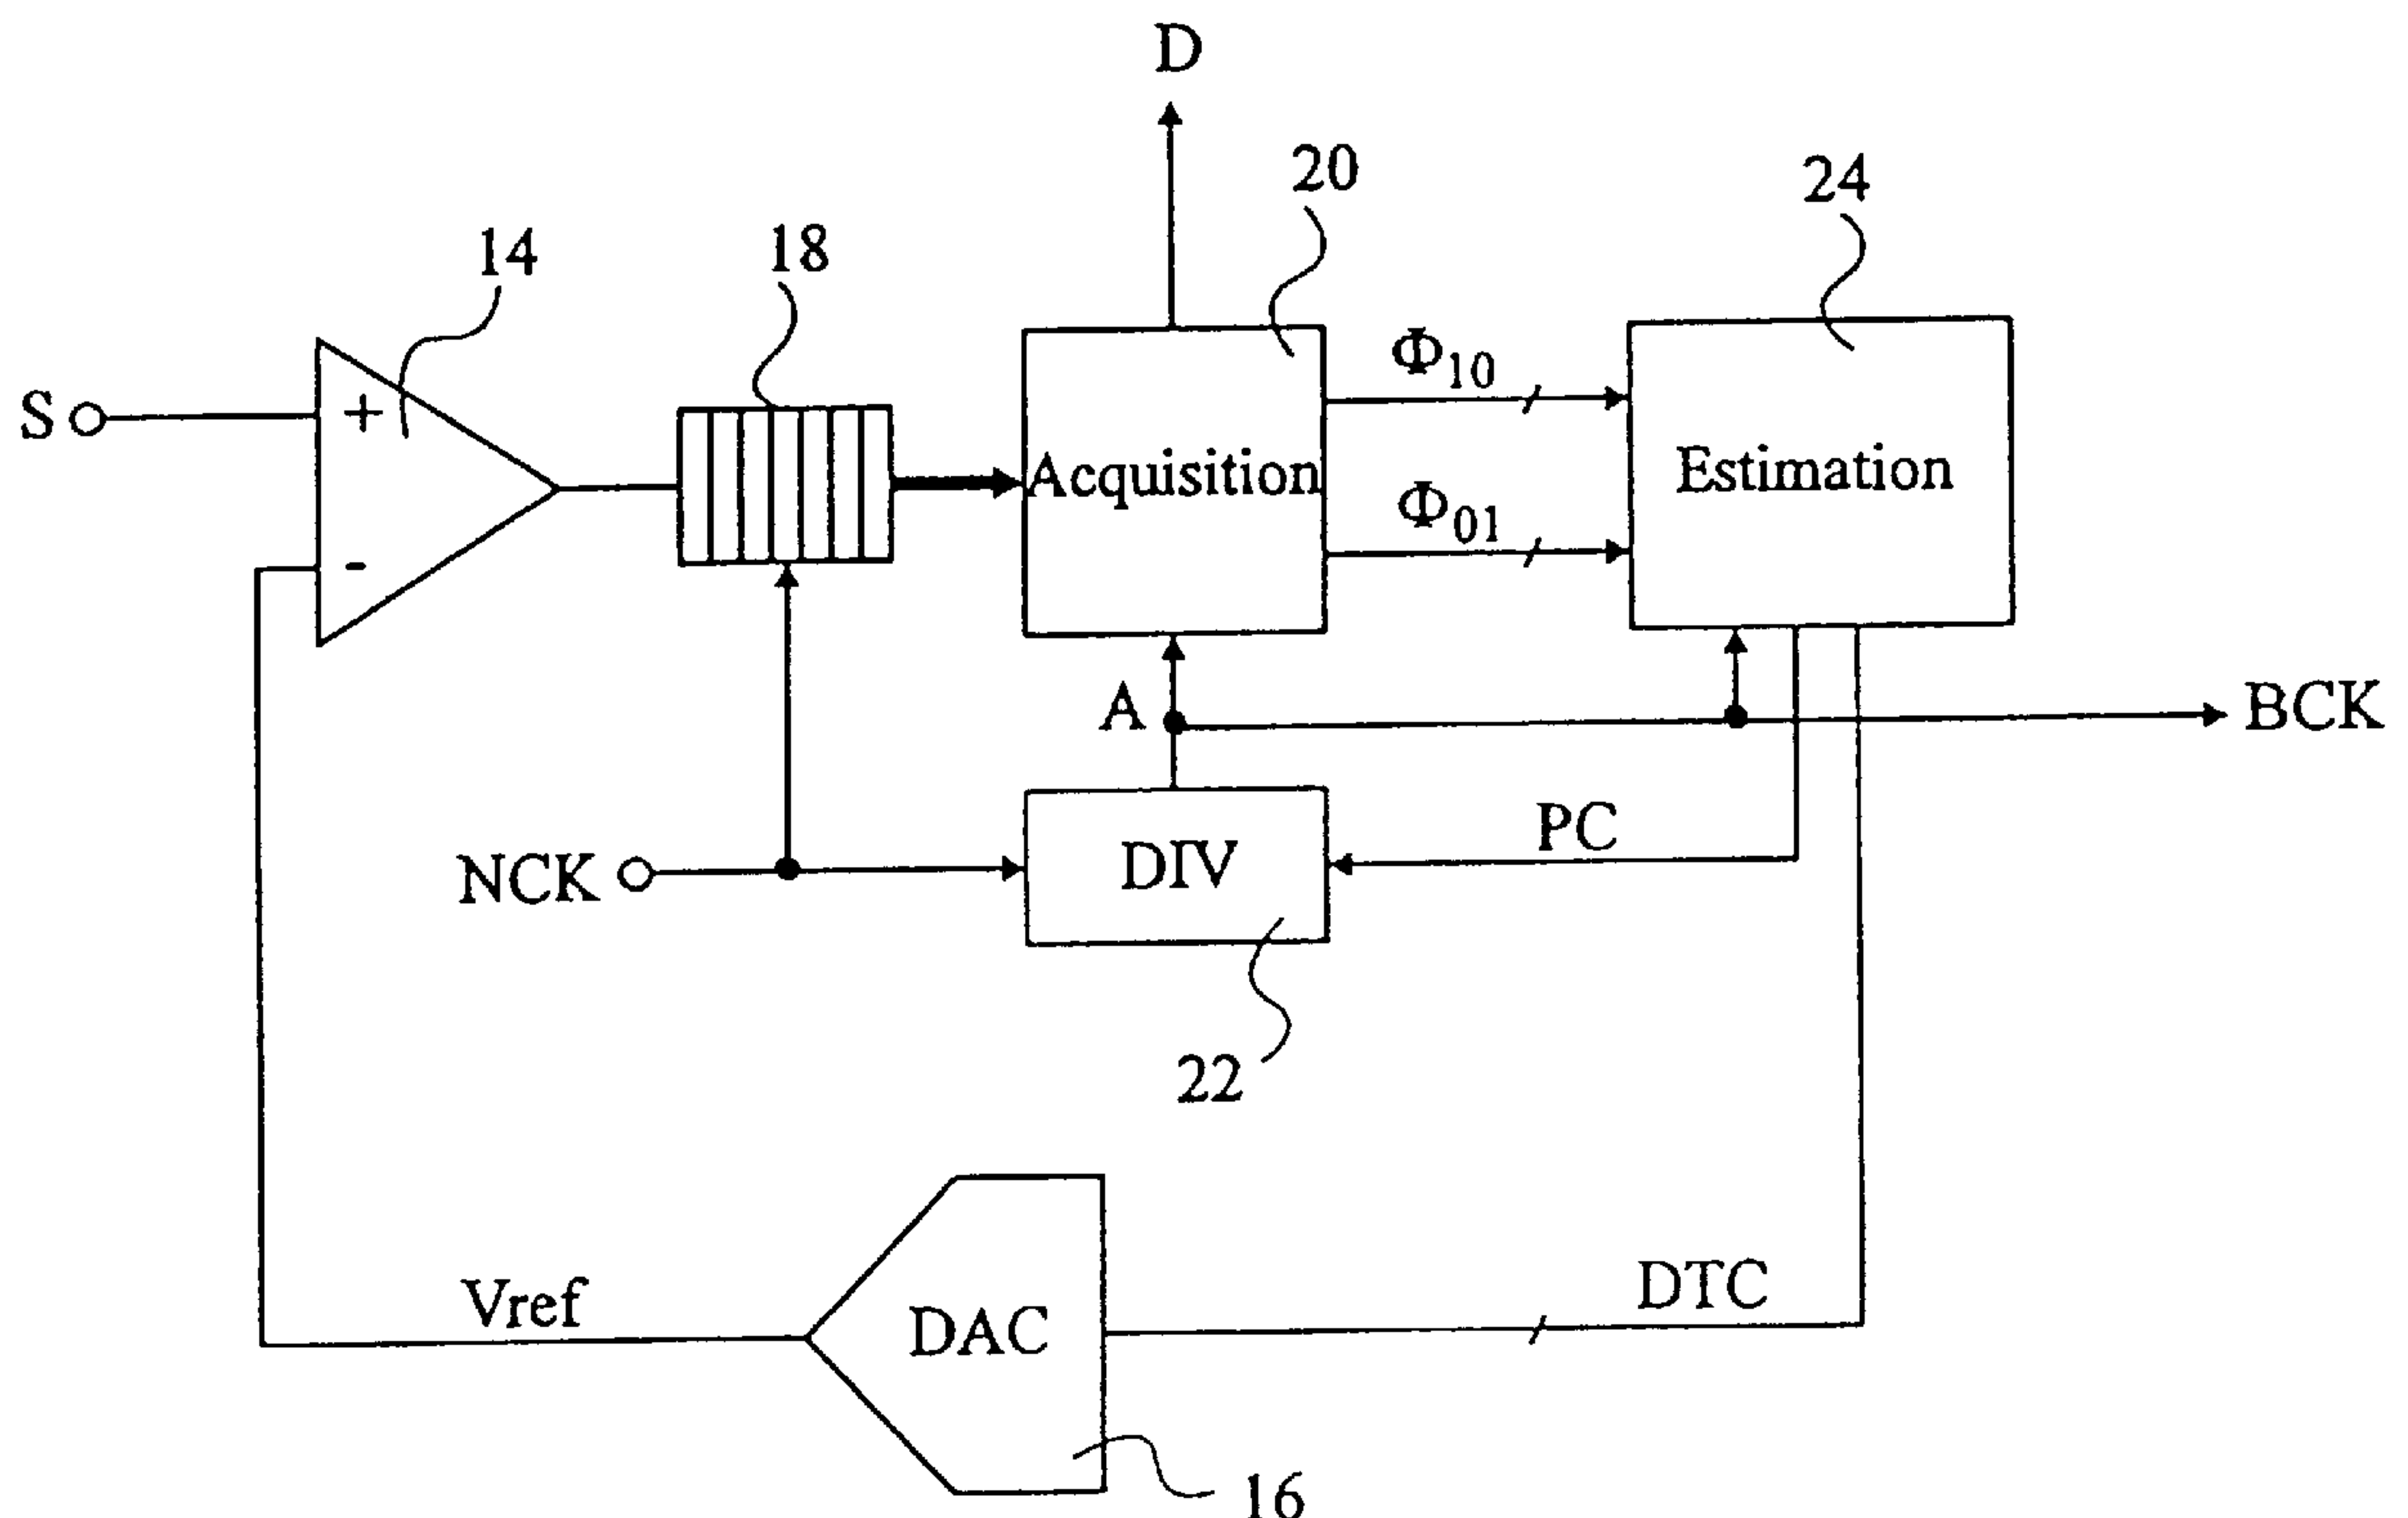 D
20
24
14
18
Φ10
S
+
Acquisition
Estimation
Φ01
-
A
BCK
PC
NCK
DIV
22
DTC
Vref
DAC
16